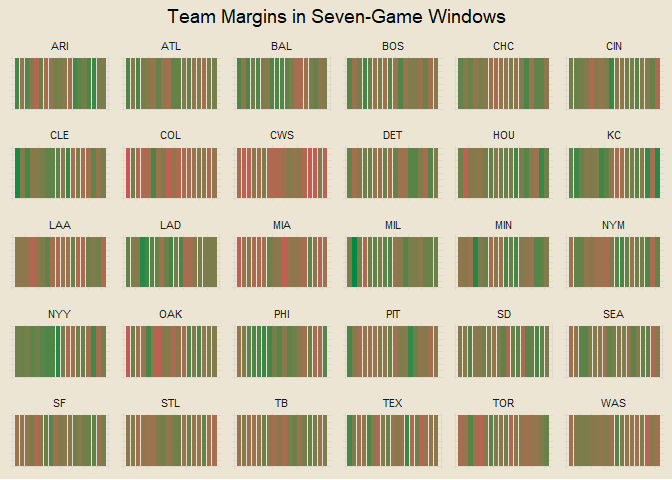 Team Margins in Seven-Game Windows
ARI ATL BAL BOS CHC CIN
CLE COL CWS DET HOU KC
LAA LAD MIA MIL MIN NYM
NYY OAK PHI PIT SD SEA
SF STL TB TEX TOR WAS